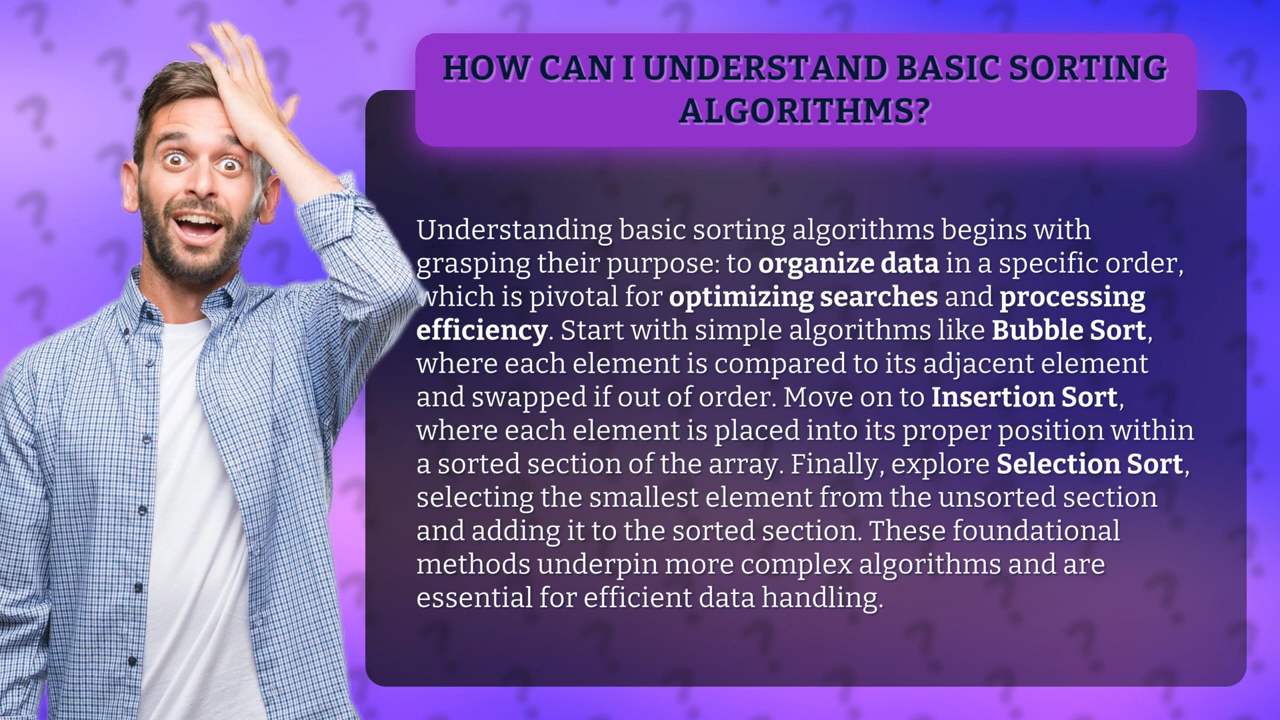 HOW CAN I UNDERSTAND BASIC SORTING
ALGORITHMS?
Understanding basic sorting algorithms begins with
grasping their purpose: to organize data in a specific order,
which is pivotal for optimizing searches and processing
efficiency. Start with simple algorithms like Bubble Sort,
where each element is compared to its adjacent element
and swapped if out of order. Move on to Insertion Sort,
where each element is placed into its proper position within
a sorted section of the array. Finally, explore Selection Sort,
selecting the smallest element from the unsorted section
and adding it to the sorted section. These foundational
methods underpin more complex algorithms and are
essential for efficient data handling.